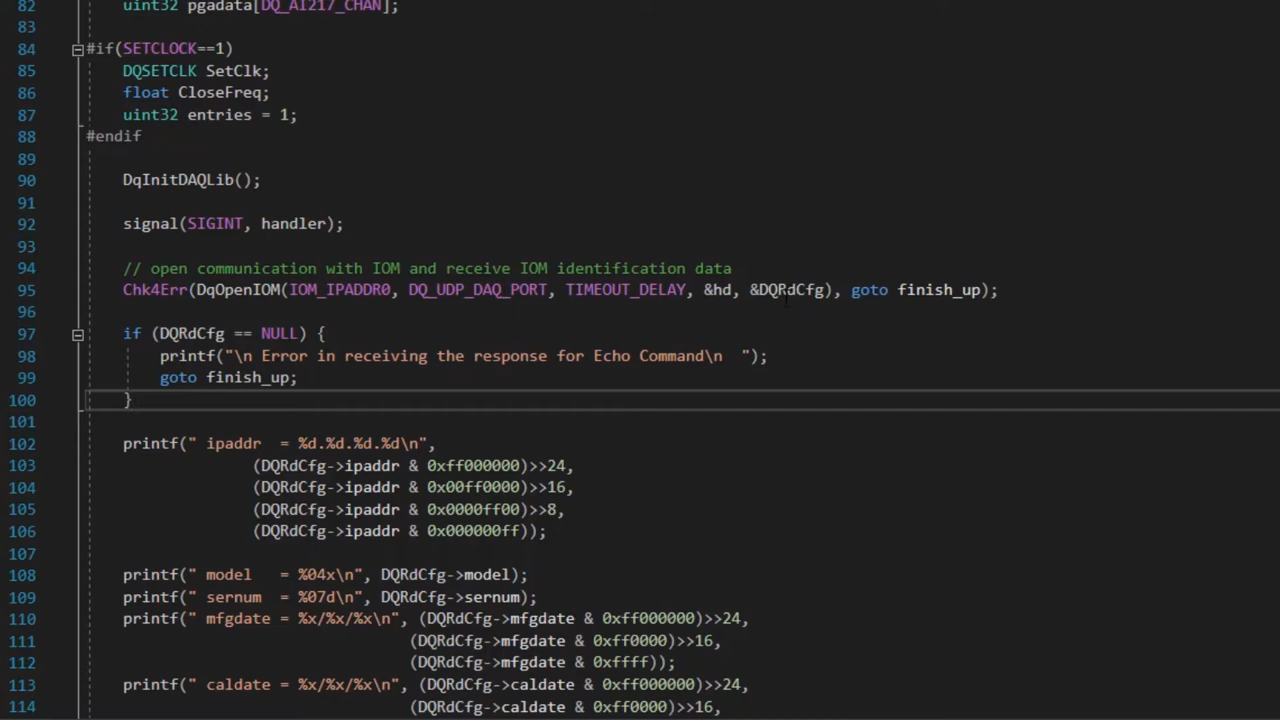 82 uint32 pgadata[DQ_AI217_CHAN];
83
84 #if(SETCLOCK==1)
85 DQSETCLK SetClk;
86 float CloseFreq;
87 uint32 entries = 1;
88 #endif
89
90 DqInitDAQLib();
91
92 signal(SIGINT, handler);
93
94 // open communication with IOM and receive IOM identification data
95 Chk4Err(DqOpenIOM(IOM_IPADDR0, DQ_UDP_DAQ_PORT, TIMEOUT_DELAY, &hd, &DQRdCfg), goto finish_up);
96
97 if (DQRdCfg == NULL) {
98 printf("\n Error in receiving the response for Echo Command\n  ");
99 goto finish_up;
100 }
101
102 printf(" ipaddr  = %d.%d.%d.%d\n",
103 (DQRdCfg->ipaddr & 0xff000000)>>24,
104 (DQRdCfg->ipaddr & 0x00ff0000)>>16,
105 (DQRdCfg->ipaddr & 0x0000ff00)>>8,
106 (DQRdCfg->ipaddr & 0x000000ff));
107
108 printf(" model   = %04x\n", DQRdCfg->model);
109 printf(" sernum  = %07d\n", DQRdCfg->sernum);
110 printf(" mfgdate = %x/%x/%x\n", (DQRdCfg->mfgdate & 0xff000000)>>24,
111 (DQRdCfg->mfgdate & 0xff0000)>>16,
112 (DQRdCfg->mfgdate & 0xffff));
113 printf(" caldate = %x/%x/%x\n", (DQRdCfg->caldate & 0xff000000)>>24,
114 (DQRdCfg->caldate & 0xff0000)>>16,